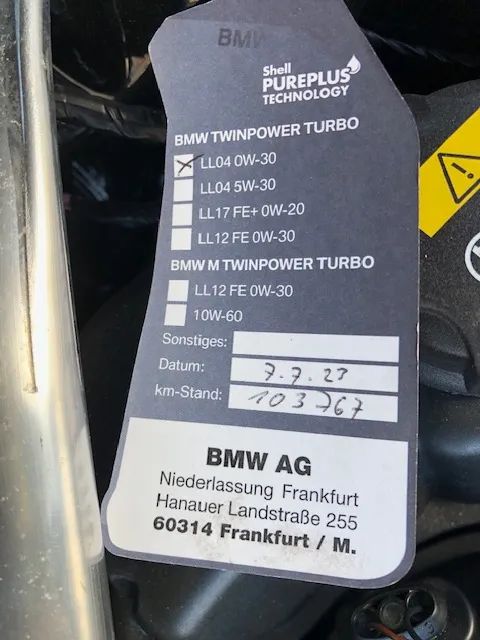 BMW
Shell
PUREPLUS
TECHNOLOGY
BMW TWINPOWER TURBO
LL04 0W-30
LL04 5W-30
LL17 FE+ 0W-20
LL12 FE 0W-30
BMW M TWINPOWER TURBO
LL12 FE 0W-30
10W-60
Sonstiges:
Datum: 7.7.23
km-Stand: 103767
BMW AG
Niederlassung Frankfurt
Hanauer Landstraße 255
60314 Frankfurt / M.